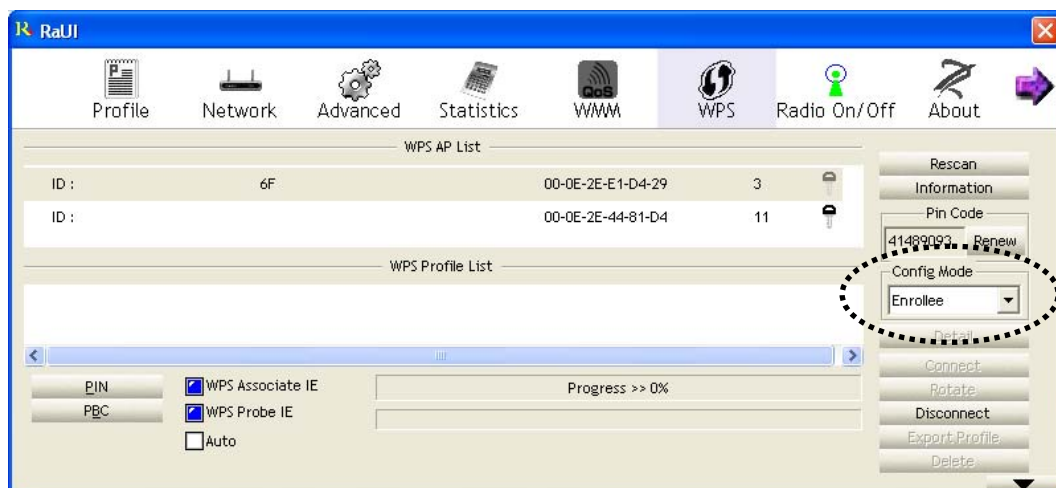 RaUI
Profile Network Advanced Statistics QoS WMM WPS Radio On/Off About
WPS AP List
ID : 6F 00-0E-2E-E1-D4-29 3
ID : 00-0E-2E-44-81-D4 11
WPS Profile List
Rescan
Information
Pin Code
41489093 Renew
Config Mode
Enrollee
Detail
Connect
Rotate
Disconnect
Export Profile
Delete
PIN
PBC
WPS Associate IE
WPS Probe IE
Auto
Progress >> 0%